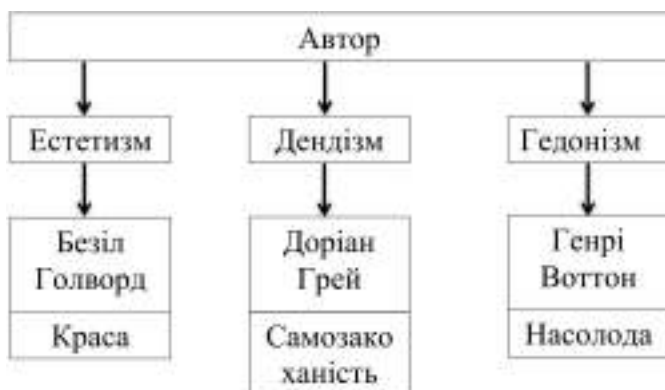 Автор
Естетизм
Дендізм
Гедонізм
Безіл
Голворд
Доріан
Грей
Генрі
Воттон
Краса
Самозако
ханість
Насолода